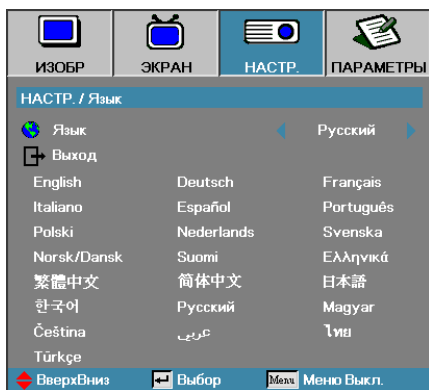 ИЗОБР ЭКРАН НАСТР. ПАРАМЕТРЫ
НАСТР. / Язык
Язык Русский
Выход
English Deutsch Français
Italiano Español Português
Polski Nederlands Svenska
Norsk/Dansk Suomi Ελληνικά
繁體中文 简体中文 日本語
한국어 Русский Magyar
Čeština عربي ไทย
Türkçe
ВверхВниз Выбор Menu Меню Выкл.